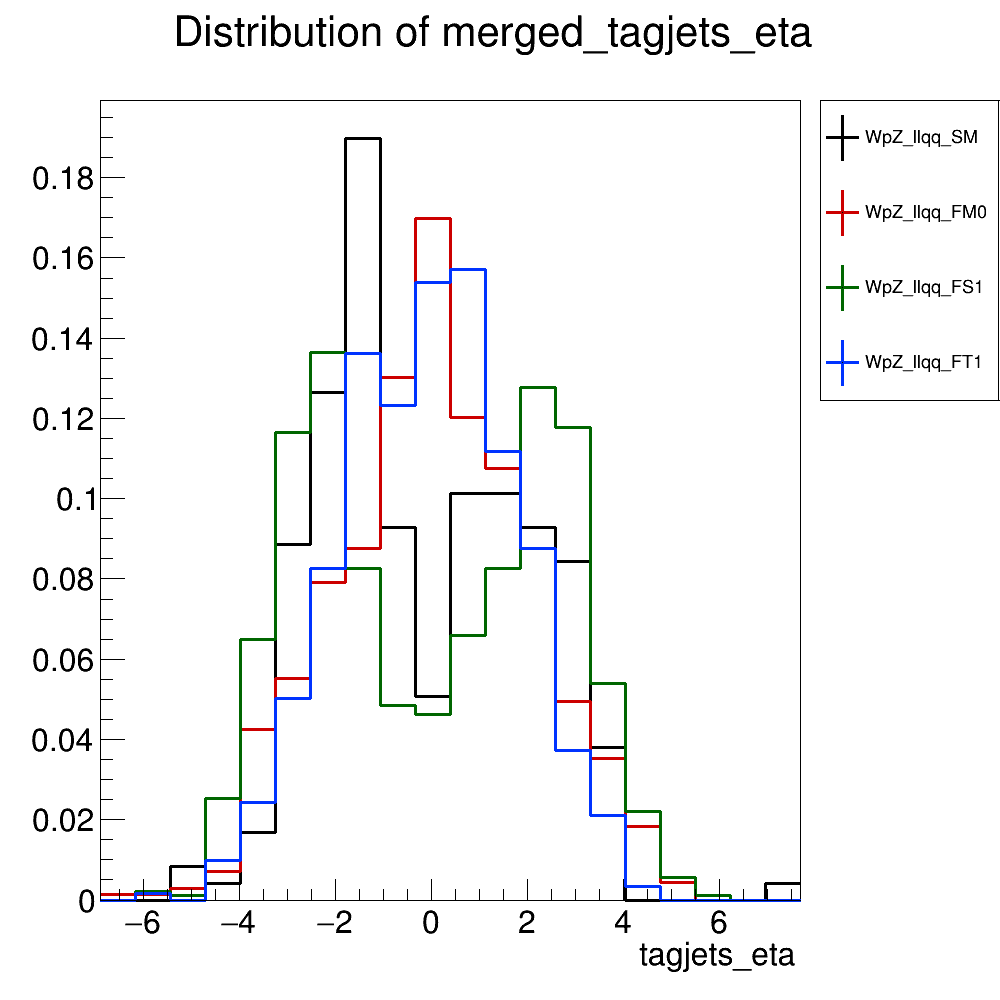 Distribution of merged_tagjets_eta
0.18
0.16
0.14
0.12
0.1
0.08
0.06
0.04
0.02
0
−6 −4 −2 0 2 4 6
tagjets_eta
WpZ_llqq_SM
WpZ_llqq_FM0
WpZ_llqq_FS1
WpZ_llqq_FT1